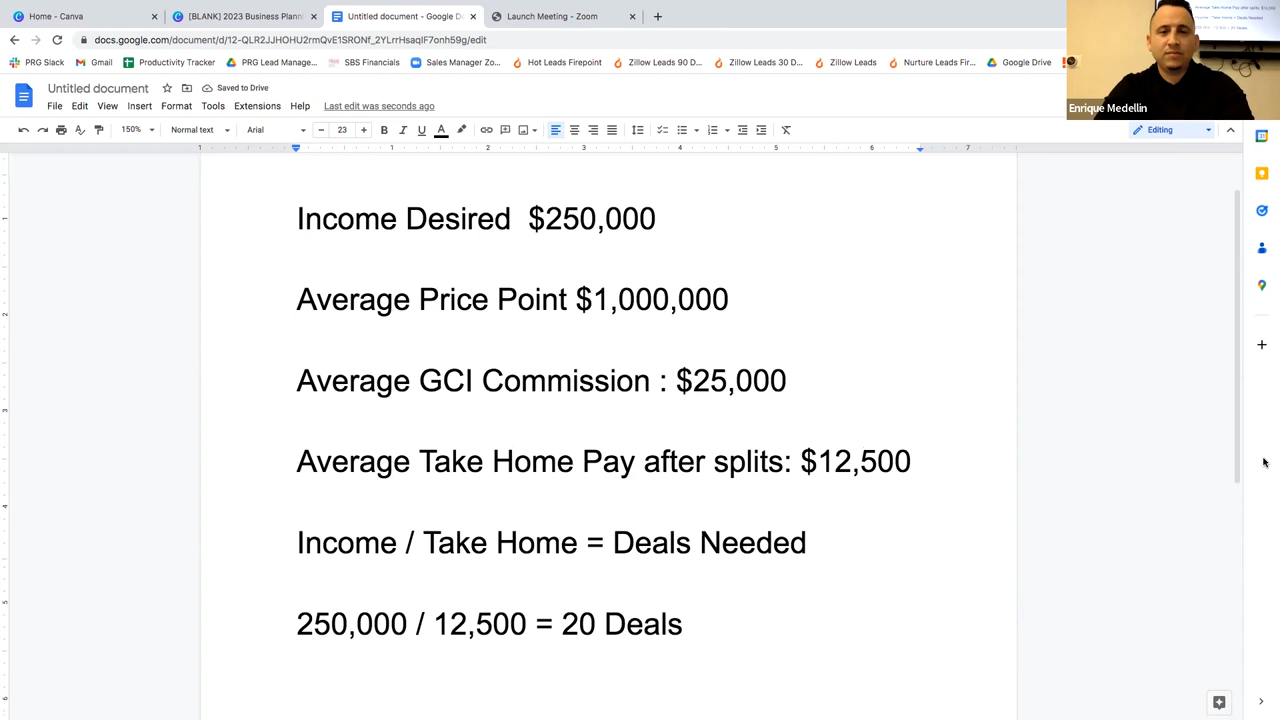 Home - Canva
[BLANK] 2023 Business Planni
Untitled document - Google Do
Launch Meeting - Zoom
docs.google.com/document/d/12-QLR2JJHOHU2rmQvE1SRONf_2YLrrHsaqIF7onh59g/edit
PRG Slack
Gmail
Productivity Tracker
PRG Lead Manage...
SBS Financials
Sales Manager Zo...
Hot Leads Firepoint
Zillow Leads 90 D...
Zillow Leads 30 D...
Zillow Leads
Nurture Leads Fir...
Google Drive
Untitled document
Saved to Drive
File Edit View Insert Format Tools Extensions Help Last edit was seconds ago
150% Normal text Arial 23 Editing
Enrique Medellin
Income Desired $250,000
Average Price Point $1,000,000
Average GCI Commission : $25,000
Average Take Home Pay after splits: $12,500
Income / Take Home = Deals Needed
250,000 / 12,500 = 20 Deals